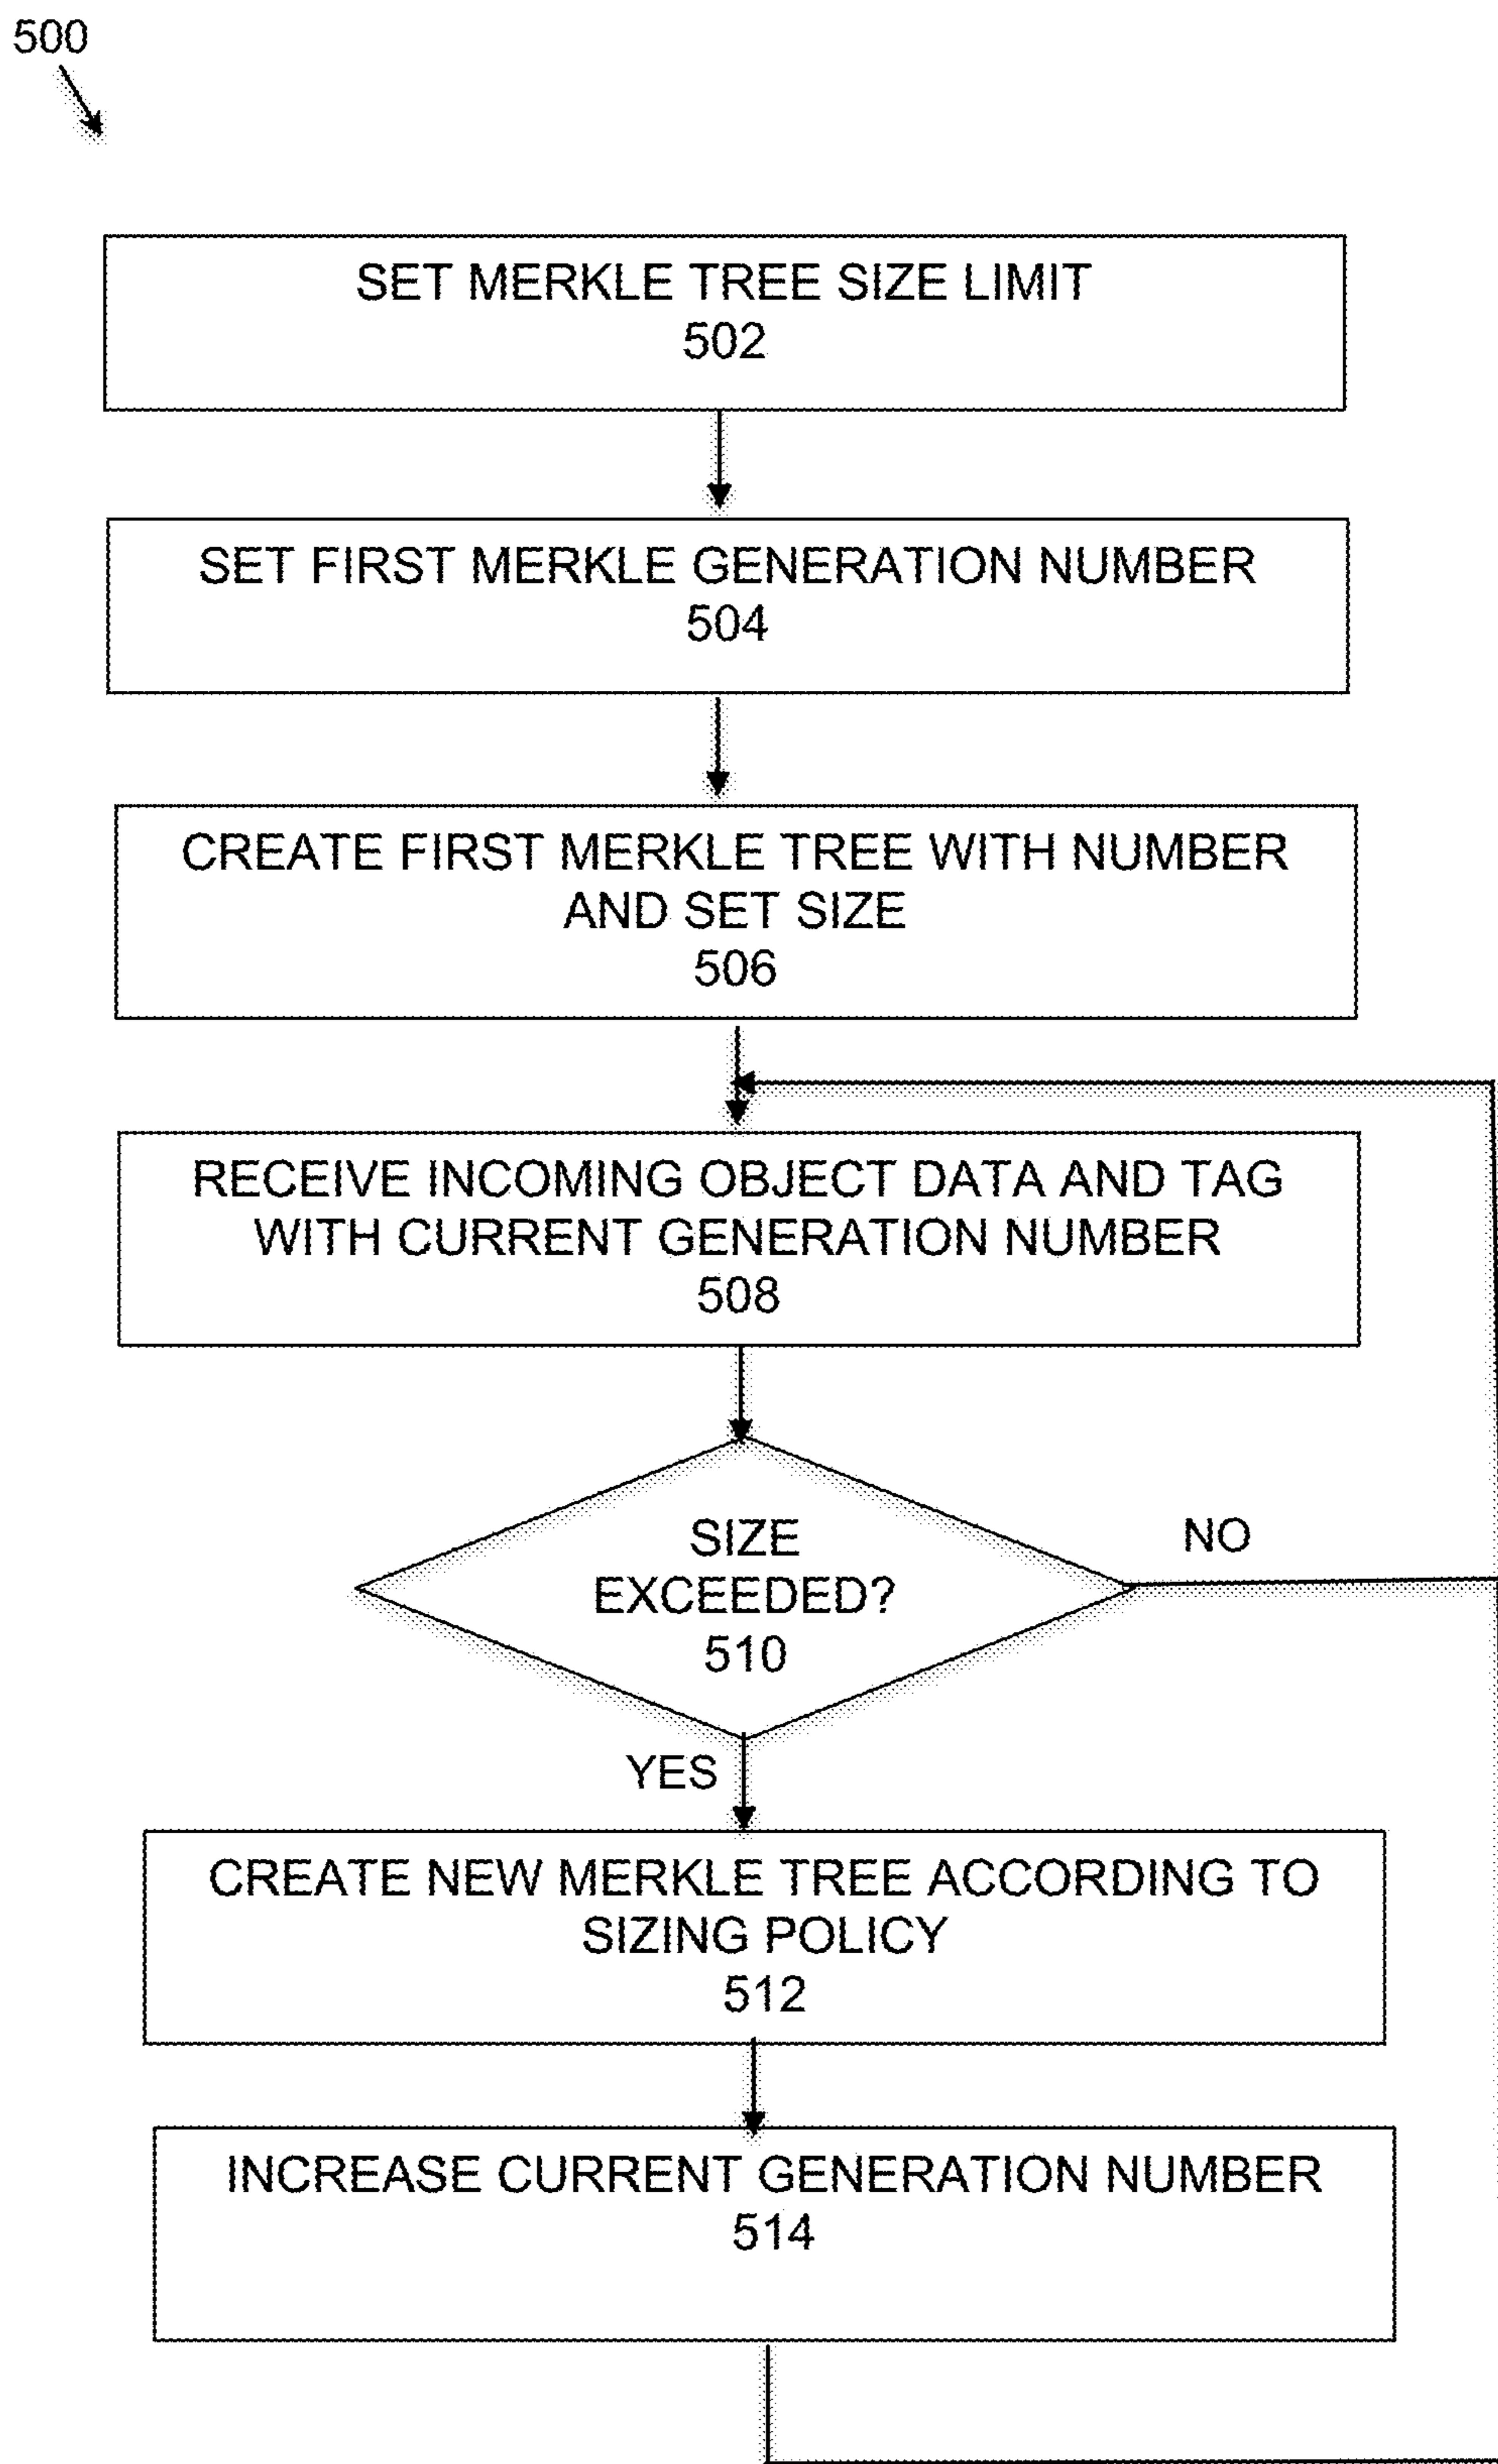 500
SET MERKLE TREE SIZE LIMIT
502
SET FIRST MERKLE GENERATION NUMBER
504
CREATE FIRST MERKLE TREE WITH NUMBER
AND SET SIZE
506
RECEIVE INCOMING OBJECT DATA AND TAG
WITH CURRENT GENERATION NUMBER
508
SIZE
EXCEEDED?
510
NO
YES
CREATE NEW MERKLE TREE ACCORDING TO
SIZING POLICY
512
INCREASE CURRENT GENERATION NUMBER
514